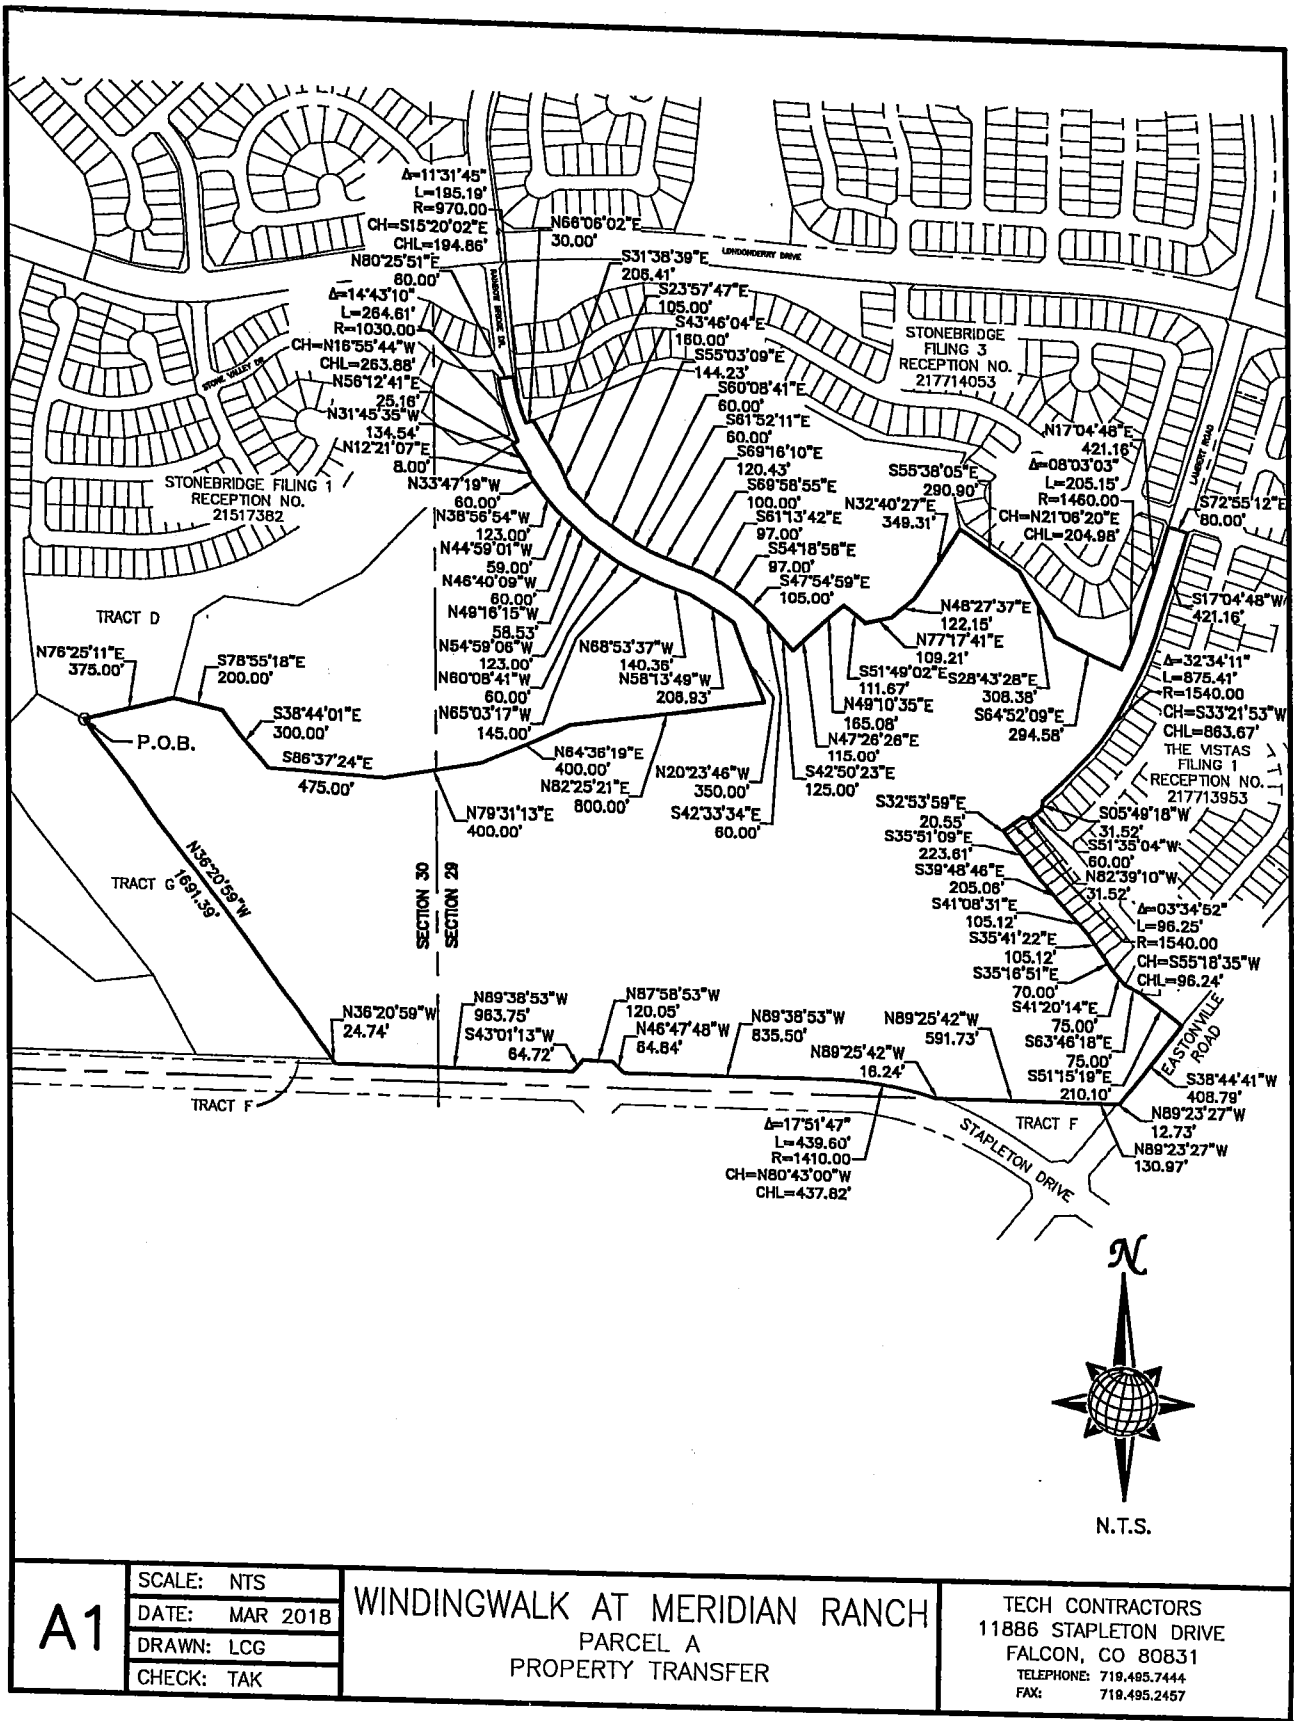 Δ=11°31'45"
L=195.19'
R=970.00
CH=S15°20'02"E
CHL=194.86'
N80°25'51"E
60.00'
Δ=14°43'10"
L=264.61'
R=1030.00
CH=N16°55'44"W
CHL=263.88'
N56°12'41"E
25.16'
N31°45'35"W
134.54'
N12°21'07"E
8.00'
N33°47'19"W
60.00'
N38°56'54"W
123.00'
N44°59'01"W
59.00'
N46°40'09"W
60.00'
N49°16'15"W
58.53'
N54°59'06"W
123.00'
N60°08'41"W
60.00'
N65°03'17"W
145.00'
N66°06'02"E
30.00'
S31°38'39"E
206.41'
S23°57'47"E
105.00'
S43°46'04"E
160.00'
S55°03'09"E
144.23'
S60°08'41"E
60.00'
S61°52'11"E
60.00'
S69°16'10"E
120.43'
S69°58'55"E
100.00'
S61°13'42"E
97.00'
S54°18'56"E
97.00'
S47°54'59"E
105.00'
LONDONDERRY DRIVE
RAINBOW BRIDGE DR.
STONE VALLEY DR
LAMBERT ROAD
STONEBRIDGE
FILING 3
RECEPTION NO.
217714053
STONEBRIDGE FILING 1
RECEPTION NO.
21517382
N17°04'48"E
421.16'
Δ=08°03'03"
L=205.15'
R=1460.00
CH=N21°06'20"E
CHL=204.98'
S72°55'12"E
80.00'
S55°38'05"E
290.90'
N32°40'27"E
349.31'
N48°27'37"E
122.15'
N77°17'41"E
109.21'
S51°49'02"E
111.67'
N49°10'35"E
165.08'
N47°26'26"E
115.00'
S42°50'23"E
125.00'
S28°43'28"E
308.38'
S64°52'09"E
294.58'
S17°04'48"W
421.16'
Δ=32°34'11"
L=875.41'
R=1540.00
CH=S33°21'53"W
CHL=863.67'
THE VISTAS
FILING 1
RECEPTION NO.
217713953
TRACT D
N76°25'11"E
375.00'
S78°55'18"E
200.00'
S38°44'01"E
300.00'
P.O.B.
S86°37'24"E
475.00'
N79°31'13"E
400.00'
N64°36'19"E
400.00'
N82°25'21"E
800.00'
N68°53'37"W
140.36'
N58°13'49"W
208.93'
N20°23'46"W
350.00'
S42°33'34"E
60.00'
S32°53'59"E
20.55'
S35°51'09"E
223.61'
S39°48'46"E
205.06'
S41°08'31"E
105.12'
S35°41'22"E
105.12'
S35°16'51"E
70.00'
S41°20'14"E
75.00'
S63°46'18"E
75.00'
S51°15'19"E
210.10'
S05°49'18"W
31.52'
S51°35'04"W
60.00'
N82°39'10"W
31.52'
Δ=03°34'52"
L=96.25'
R=1540.00
CH=S55°18'35"W
CHL=96.24'
EASTONVILLE
ROAD
S38°44'41"W
408.79'
N89°23'27"W
12.73'
N89°23'27"W
130.97'
TRACT G
N36°20'59"W
1691.39'
SECTION 30
SECTION 29
N36°20'59"W
24.74'
N89°38'53"W
963.75'
S43°01'13"W
64.72'
N87°58'53"W
120.05'
N46°47'48"W
64.84'
N89°38'53"W
835.50'
N89°25'42"W
16.24'
N89°25'42"W
591.73'
TRACT F
TRACT F
STAPLETON DRIVE
Δ=17°51'47"
L=439.60'
R=1410.00
CH=N80°43'00"W
CHL=437.82'
N
N.T.S.
A1
SCALE: NTS
DATE: MAR 2018
DRAWN: LCG
CHECK: TAK
WINDINGWALK AT MERIDIAN RANCH
PARCEL A
PROPERTY TRANSFER
TECH CONTRACTORS
11886 STAPLETON DRIVE
FALCON, CO 80831
TELEPHONE: 719.495.7444
FAX: 719.495.2457